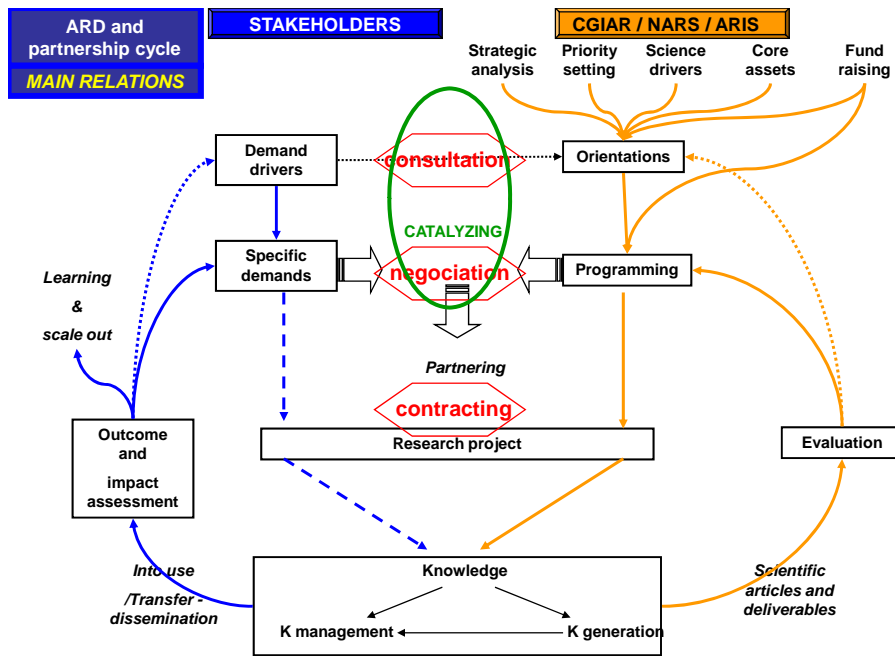 ARD and
partnership cycle
MAIN RELATIONS
STAKEHOLDERS
CGIAR / NARS / ARIS
Strategic
analysis
Priority
setting
Science
drivers
Core
assets
Fund
raising
Demand
drivers
consultation
Orientations
CATALYZING
Specific
demands
negociation
Programming
Learning
&
scale out
Partnering
contracting
Research project
Outcome
and
impact
assessment
Evaluation
Into use
/Transfer -
dissemination
Knowledge
K management
K generation
Scientific
articles and
deliverables